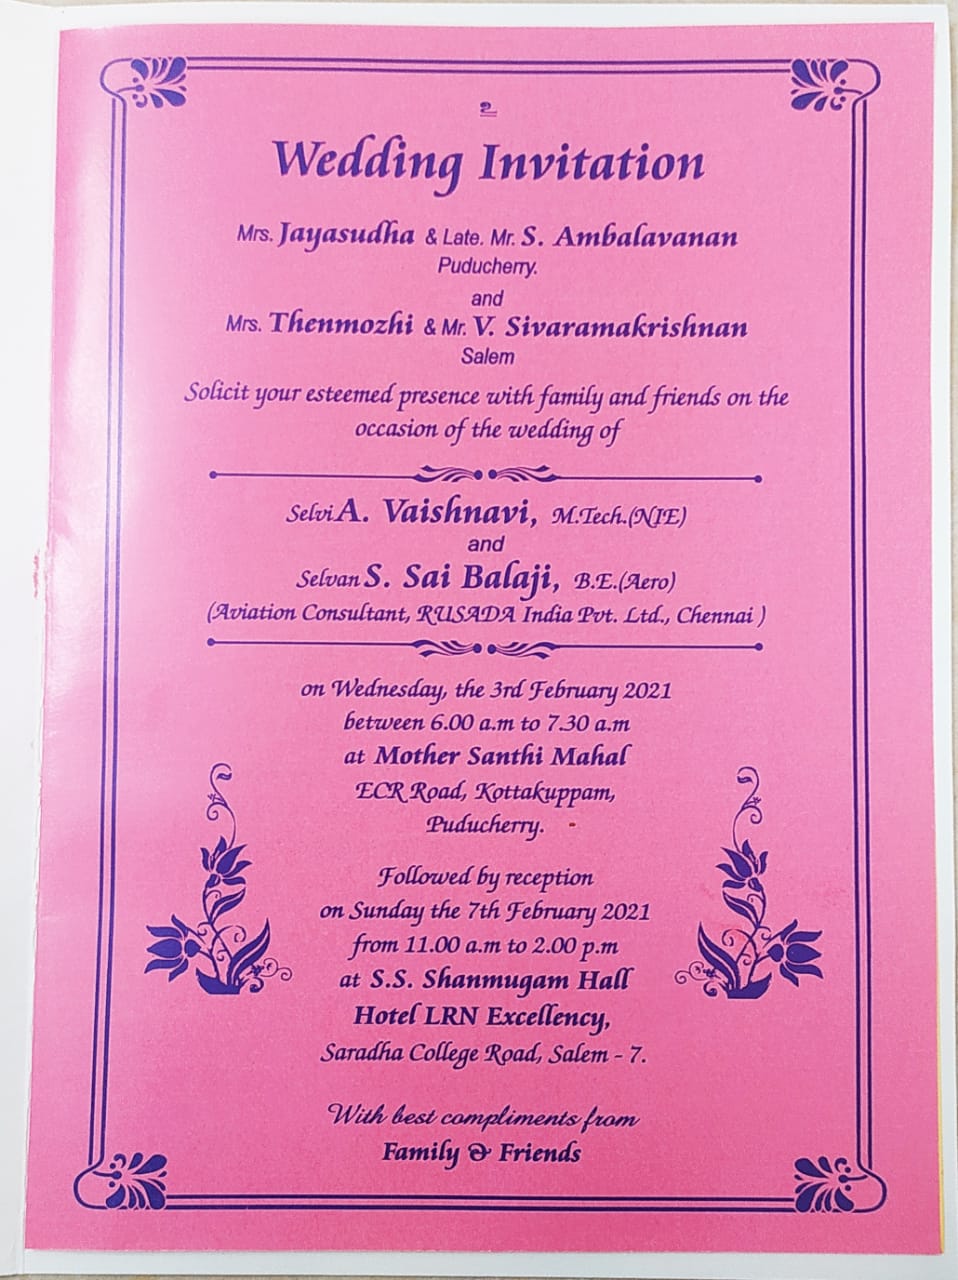 உ
Wedding Invitation
Mrs. Jayasudha & Late. Mr. S. Ambalavanan
Puducherry.
and
Mrs. Thenmozhi & Mr. V. Sivaramakrishnan
Salem
Solicit your esteemed presence with family and friends on the
occasion of the wedding of
Selvi A. Vaishnavi, M.Tech.(NIE)
and
Selvan S. Sai Balaji, B.E.(Aero)
(Aviation Consultant, RUSADA India Pvt. Ltd., Chennai )
on Wednesday, the 3rd February 2021
between 6.00 a.m to 7.30 a.m
at Mother Santhi Mahal
ECR Road, Kottakuppam,
Puducherry.
Followed by reception
on Sunday the 7th February 2021
from 11.00 a.m to 2.00 p.m
at S.S. Shanmugam Hall
Hotel LRN Excellency,
Saradha College Road, Salem - 7.
With best compliments from
Family & Friends